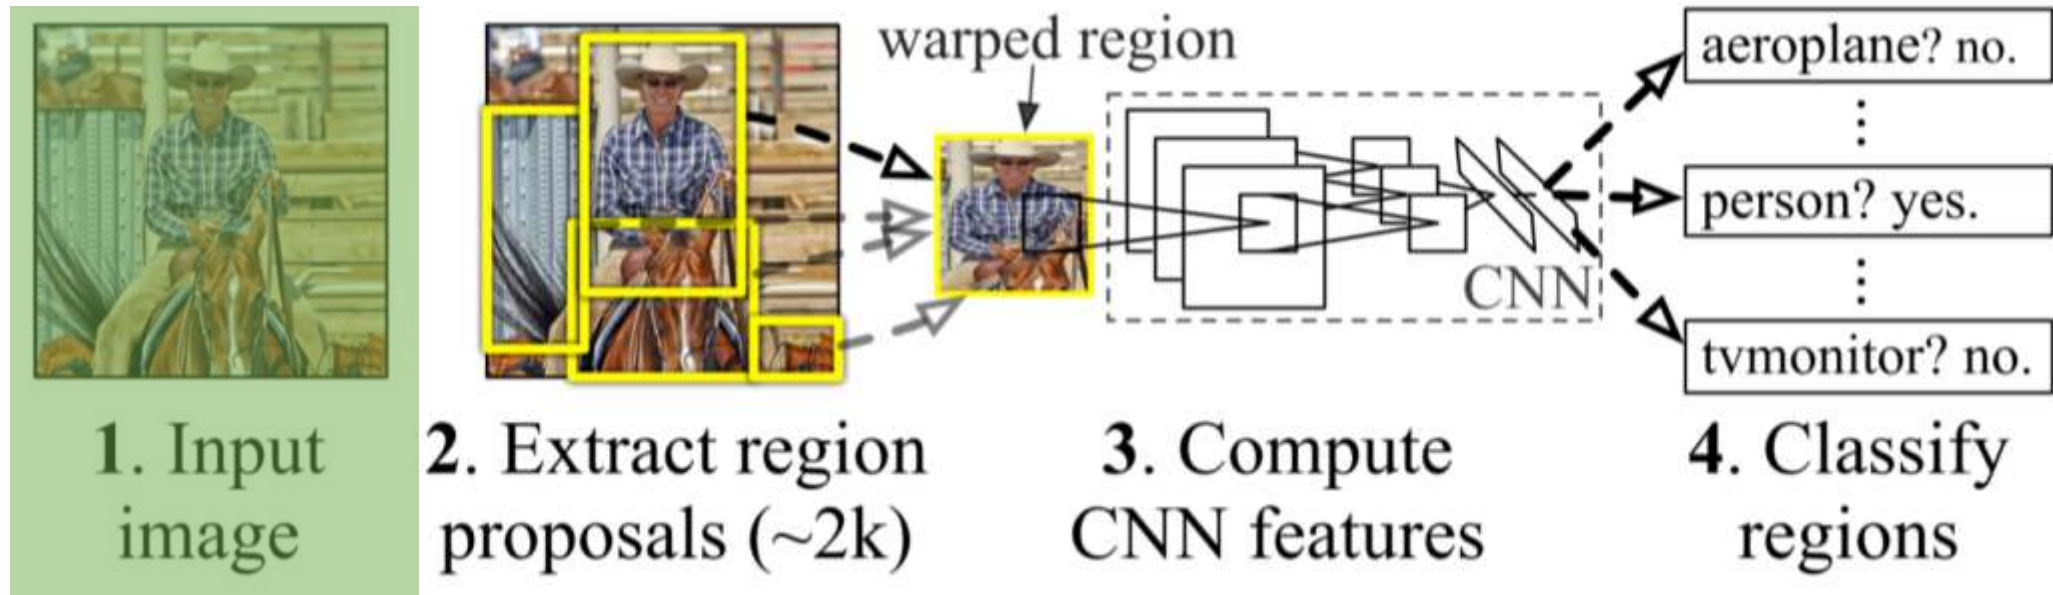 warped region
aeroplane? no.
person? yes.
CNN
tvmonitor? no.
1. Input
image
2. Extract region
proposals (~2k)
3. Compute
CNN features
4. Classify
regions